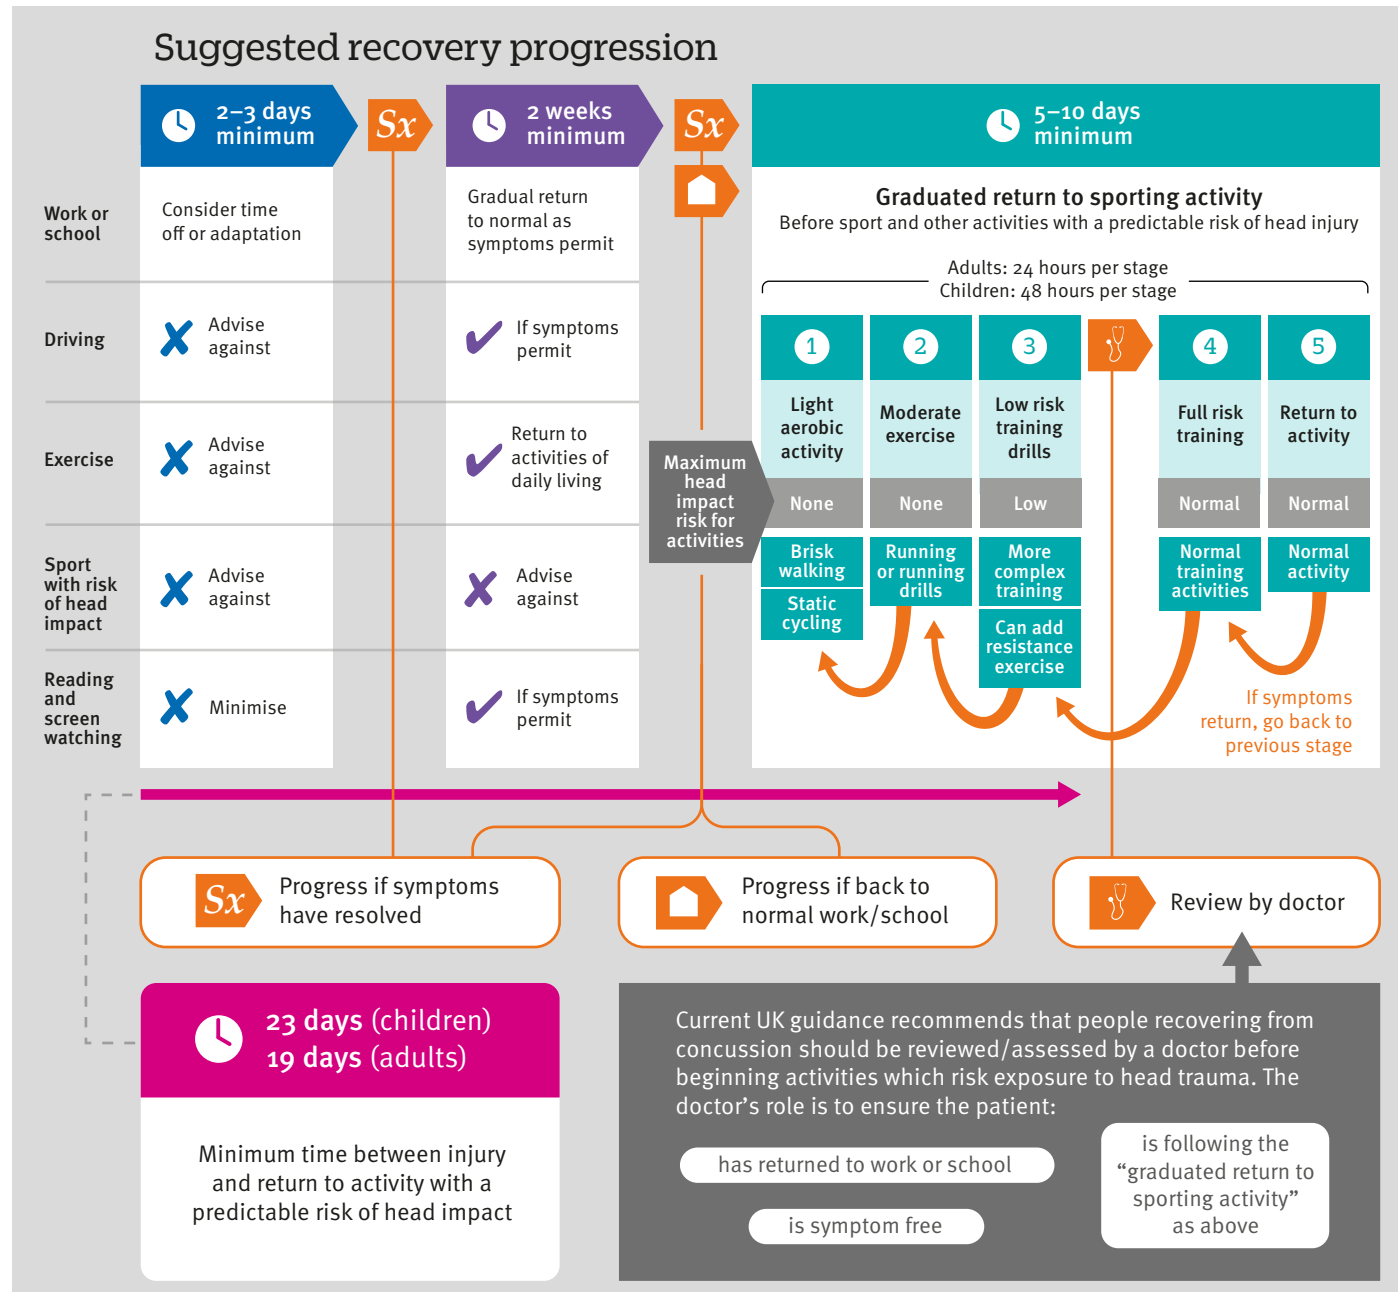 Suggested recovery progression
2–3 days
minimum
Sx
2 weeks
minimum
Sx
5–10 days
minimum
Work or
school
Consider time
off or adaptation
Gradual return
to normal as
symptoms permit
Driving
Advise
against
If symptoms
permit
Exercise
Advise
against
Return to
activities of
daily living
Sport
with risk
of head
impact
Advise
against
Advise
against
Reading
and
screen
watching
Minimise
If symptoms
permit
Graduated return to sporting activity
Before sport and other activities with a predictable risk of head injury
Adults: 24 hours per stage
Children: 48 hours per stage
1
2
3
4
5
Light
aerobic
activity
Moderate
exercise
Low risk
training
drills
Full risk
training
Return to
activity
Maximum
head
impact
risk for
activities
None
None
Low
Normal
Normal
Brisk
walking
Static
cycling
Running
or running
drills
More
complex
training
Can add
resistance
exercise
Normal
training
activities
Normal
activity
If symptoms
return, go back to
previous stage
Sx
Progress if symptoms
have resolved
Progress if back to
normal work/school
Review by doctor
23 days (children)
19 days (adults)
Minimum time between injury
and return to activity with a
predictable risk of head impact
Current UK guidance recommends that people recovering from
concussion should be reviewed/assessed by a doctor before
beginning activities which risk exposure to head trauma. The
doctor's role is to ensure the patient:
has returned to work or school
is symptom free
is following the
“graduated return to
sporting activity”
as above